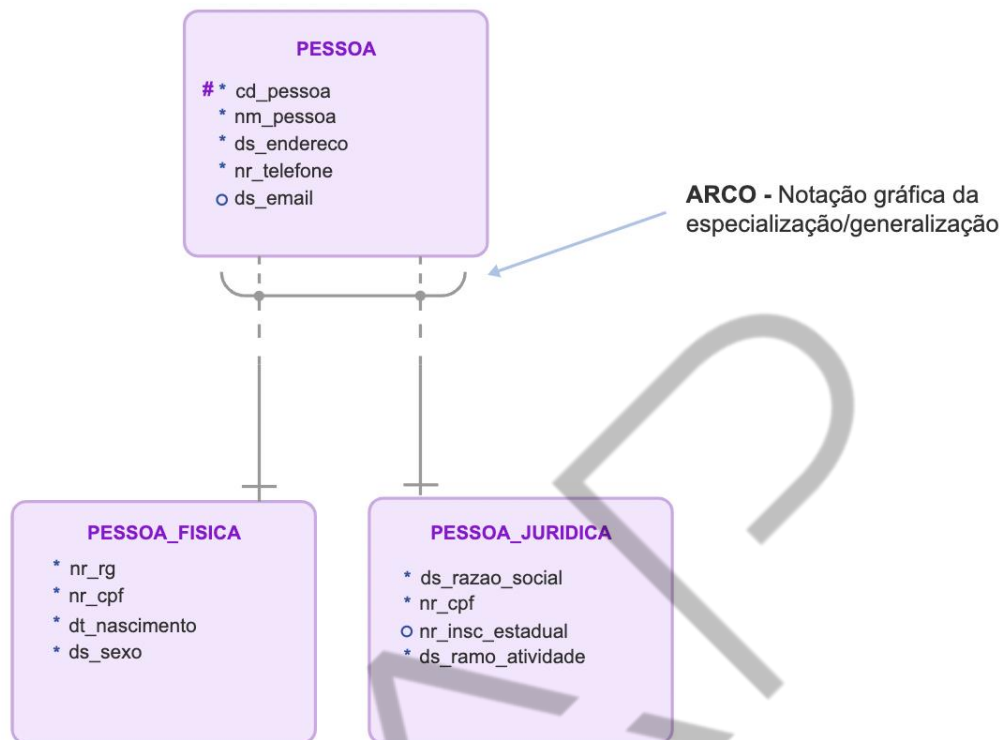 PESSOA
# * cd_pessoa
* nm_pessoa
* ds_endereco
* nr_telefone
o ds_email
ARCO - Notação gráfica da
especialização/generalização
PESSOA_FISICA
* nr_rg
* nr_cpf
* dt_nascimento
* ds_sexo
PESSOA_JURIDICA
* ds_razao_social
* nr_cpf
o nr_insc_estadual
* ds_ramo_atividade